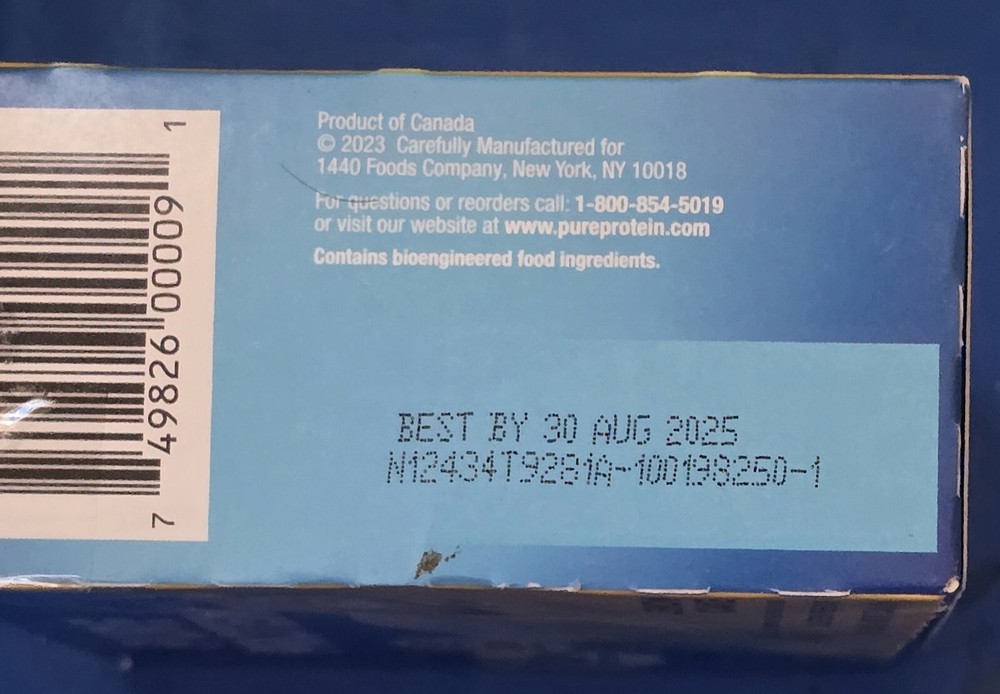 Product of Canada
© 2023 Carefully Manufactured for
1440 Foods Company, New York, NY 10018
For questions or reorders call: 1-800-854-5019
or visit our website at www.pureprotein.com
Contains bioengineered food ingredients.
7 49826 00009 1
BEST BY 30 AUG 2025
N12434T9281A-100198250-1